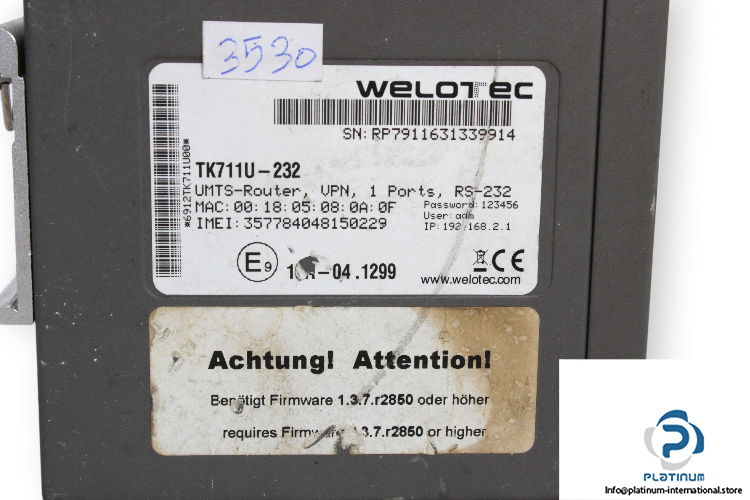 3530
WELOTEC
SN: RP7911631339914
*6912TK711U00*
TK711U-232
UMTS-Router, VPN, 1 Ports, RS-232
MAC: 00:18:05:08:0A:0F
Password: 123456
User: adm
IMEI: 357784048150229
IP: 192.168.2.1
E9
-04.1299
CE
www.welotec.com
Achtung! Attention!
Benötigt Firmware 1.3.7.r2850 oder höher
requires .3.7.r2850 or higher
PLATINUM
Info@platinum-international.store